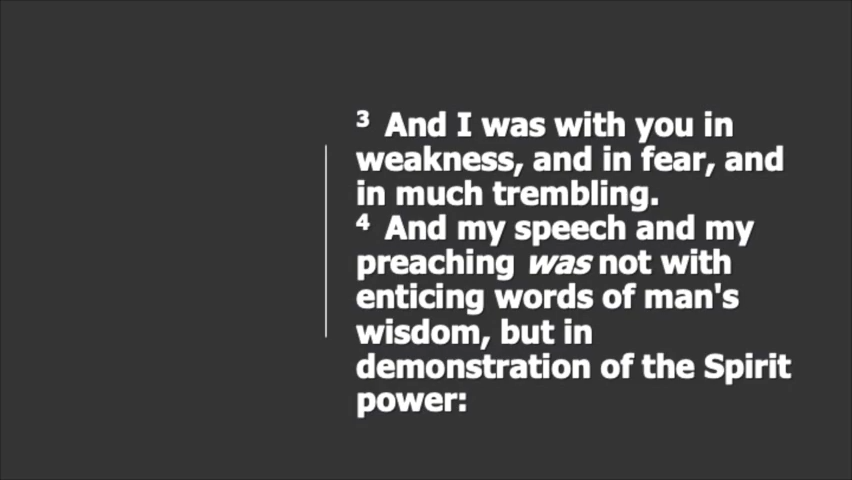 3 And I was with you in
weakness, and in fear, and
in much trembling.
4 And my speech and my
preaching was not with
enticing words of man's
wisdom, but in
demonstration of the Spirit
power: